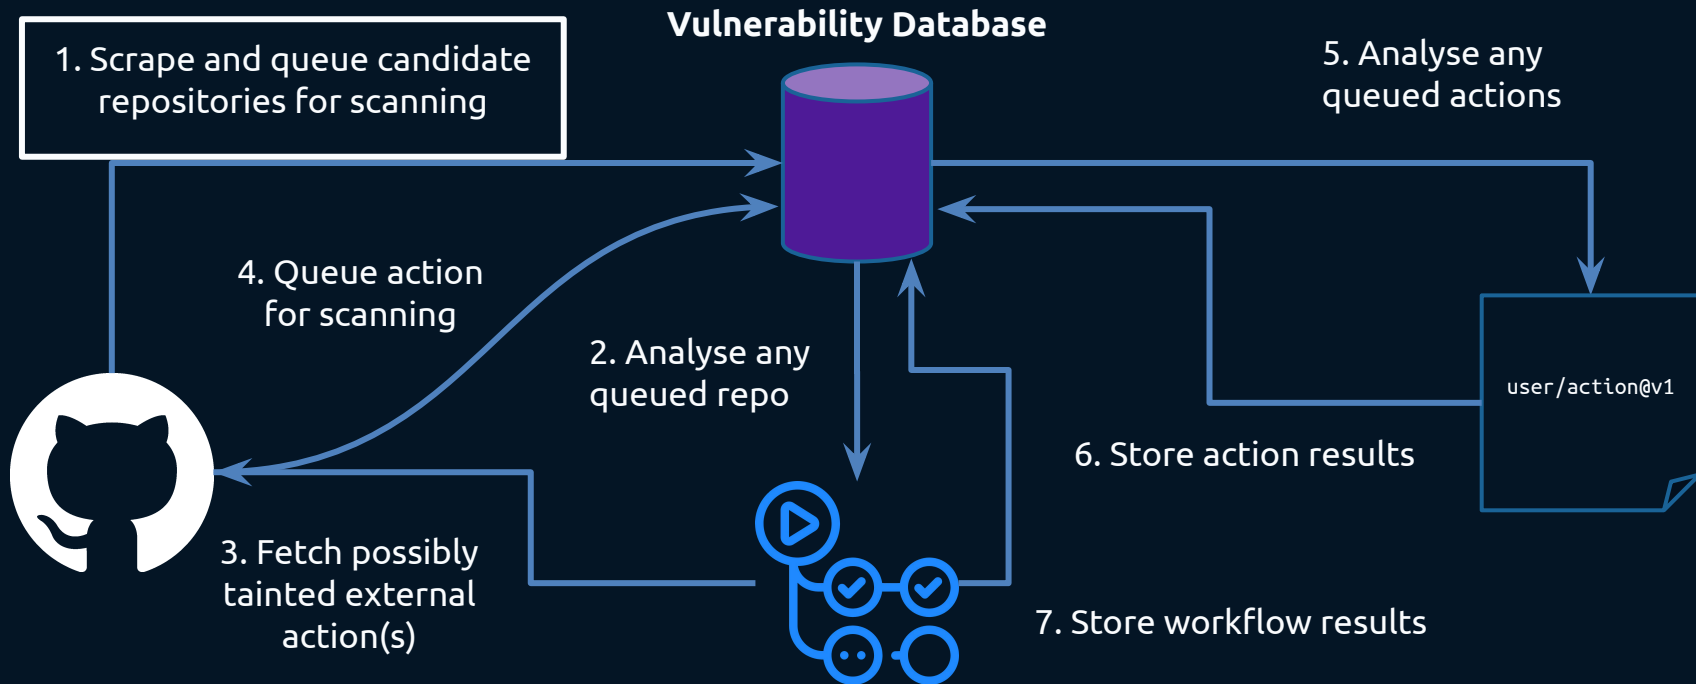 Vulnerability Database
1. Scrape and queue candidate
repositories for scanning
5. Analyse any
queued actions
4. Queue action
for scanning
2. Analyse any
queued repo
user/action@v1
6. Store action results
3. Fetch possibly
tainted external
action(s)
7. Store workflow results